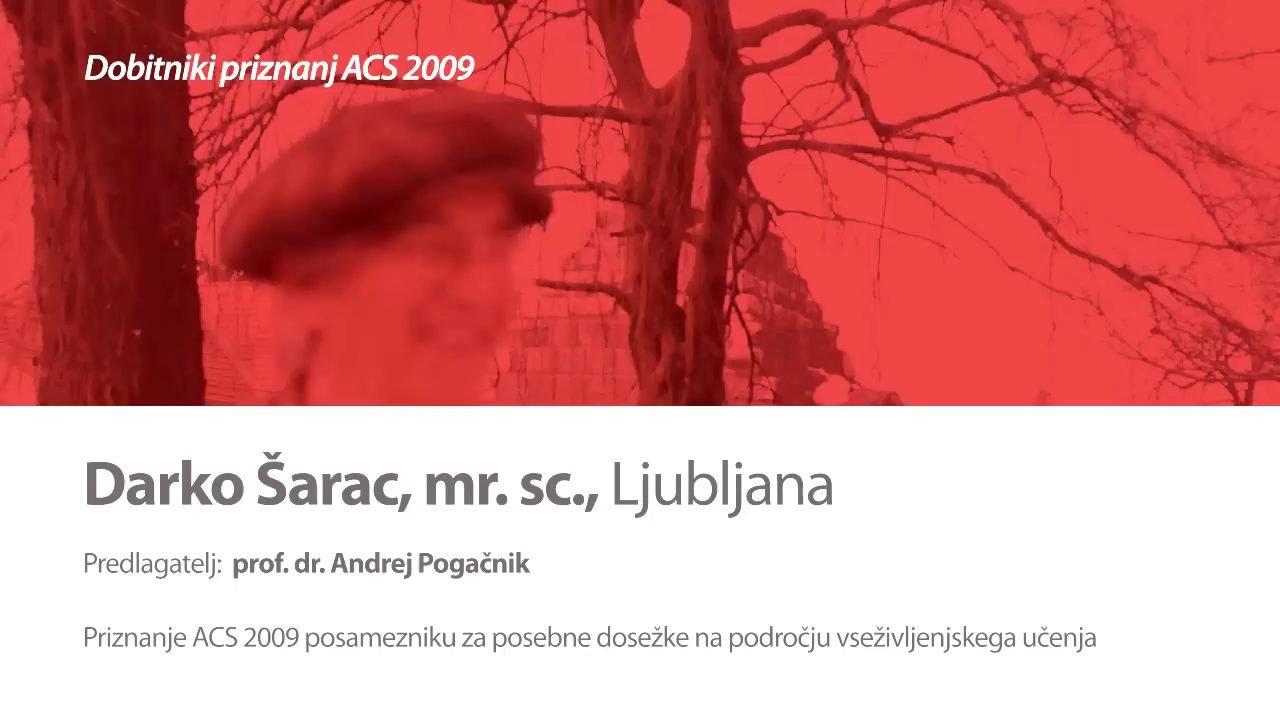 Dobitniki priznanj ACS 2009
Darko Šarac, mr. sc., Ljubljana
Predlagatelj: prof. dr. Andrej Pogačnik
Priznanje ACS 2009 posamezniku za posebne dosežke na področju vseživljenjskega učenja